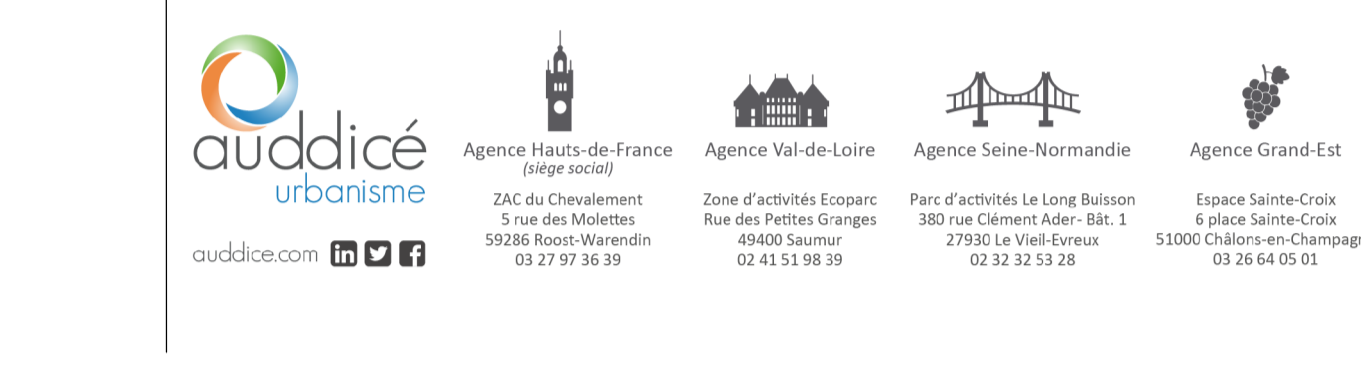 auddicé
urbanisme
auddice.com
Agence Hauts-de-France
(siège social)
ZAC du Chevalement
5 rue des Molettes
59286 Roost-Warendin
03 27 97 36 39
Agence Val-de-Loire
Zone d'activités Ecoparc
Rue des Petites Granges
49400 Saumur
02 41 51 98 39
Agence Seine-Normandie
Parc d'activités Le Long Buisson
380 rue Clément Ader- Bât. 1
27930 Le Vieil-Evreux
02 32 32 53 28
Agence Grand-Est
Espace Sainte-Croix
6 place Sainte-Croix
51000 Châlons-en-Champagn
03 26 64 05 01